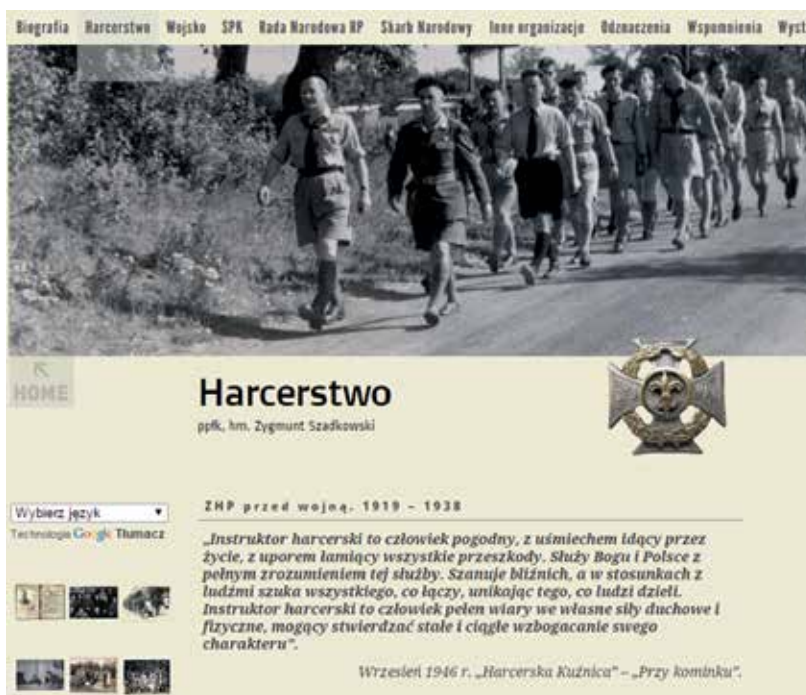 Biografia Harcerstwo Wojsko SPK Rada Narodowa RP Skarb Narodowy Inne organizacje Odznaczenia Wspomnienia Wyst
HOME
Harcerstwo
ppłk, hm. Zygmunt Szadkowski
Wybierz język
Technologia Google Tłumacz
ZHP przed wojną, 1919 – 1938
„Instruktor harcerski to człowiek pogodny, z uśmiechem idący przez
życie, z uporem łamiący wszystkie przeszkody. Służy Bogu i Polsce z
pełnym zrozumieniem tej służby. Szanuje bliźnich, a w stosunkach z
ludźmi szuka wszystkiego, co łączy, unikając tego, co ludzi dzieli.
Instruktor harcerski to człowiek pełen wiary we własne siły duchowe i
fizyczne, mogący stwierdzać stałe i ciągłe wzbogacanie swego
charakteru”.
Wrzesień 1946 r. „Harcerska Kuźnica” – „Przy kominku”.